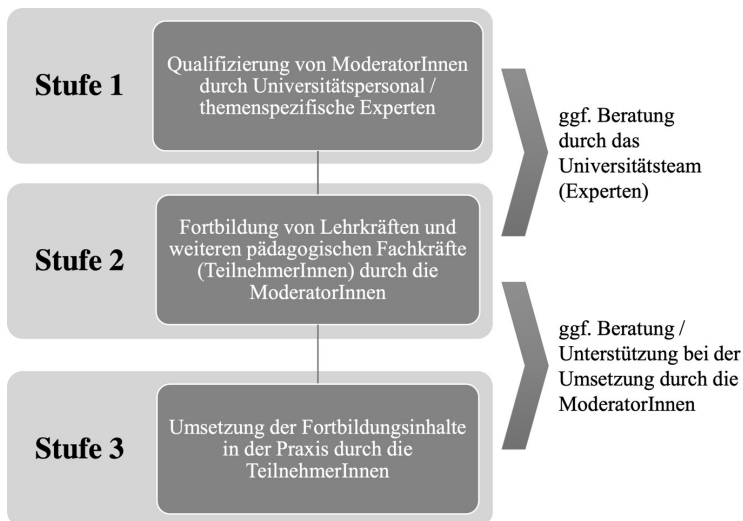 Stufe 1
Qualifizierung von ModeratorInnen
durch Universitätspersonal /
themenspezifische Experten
ggf. Beratung
durch das
Universitätsteam
(Experten)
Stufe 2
Fortbildung von Lehrkräften und
weiteren pädagogischen Fachkräfte
(TeilnehmerInnen) durch die
ModeratorInnen
ggf. Beratung /
Unterstützung bei der
Umsetzung durch die
ModeratorInnen
Stufe 3
Umsetzung der Fortbildungsinhalte
in der Praxis durch die
TeilnehmerInnen